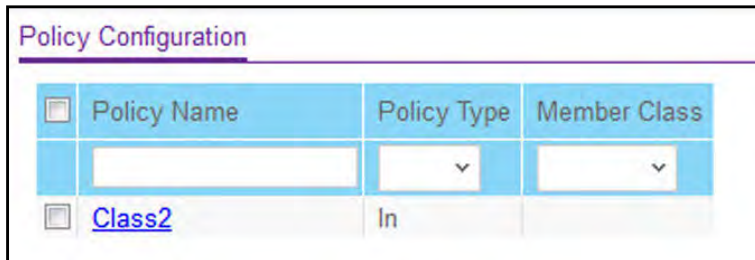 Policy Configuration
Policy Name Policy Type Member Class
Class2 In